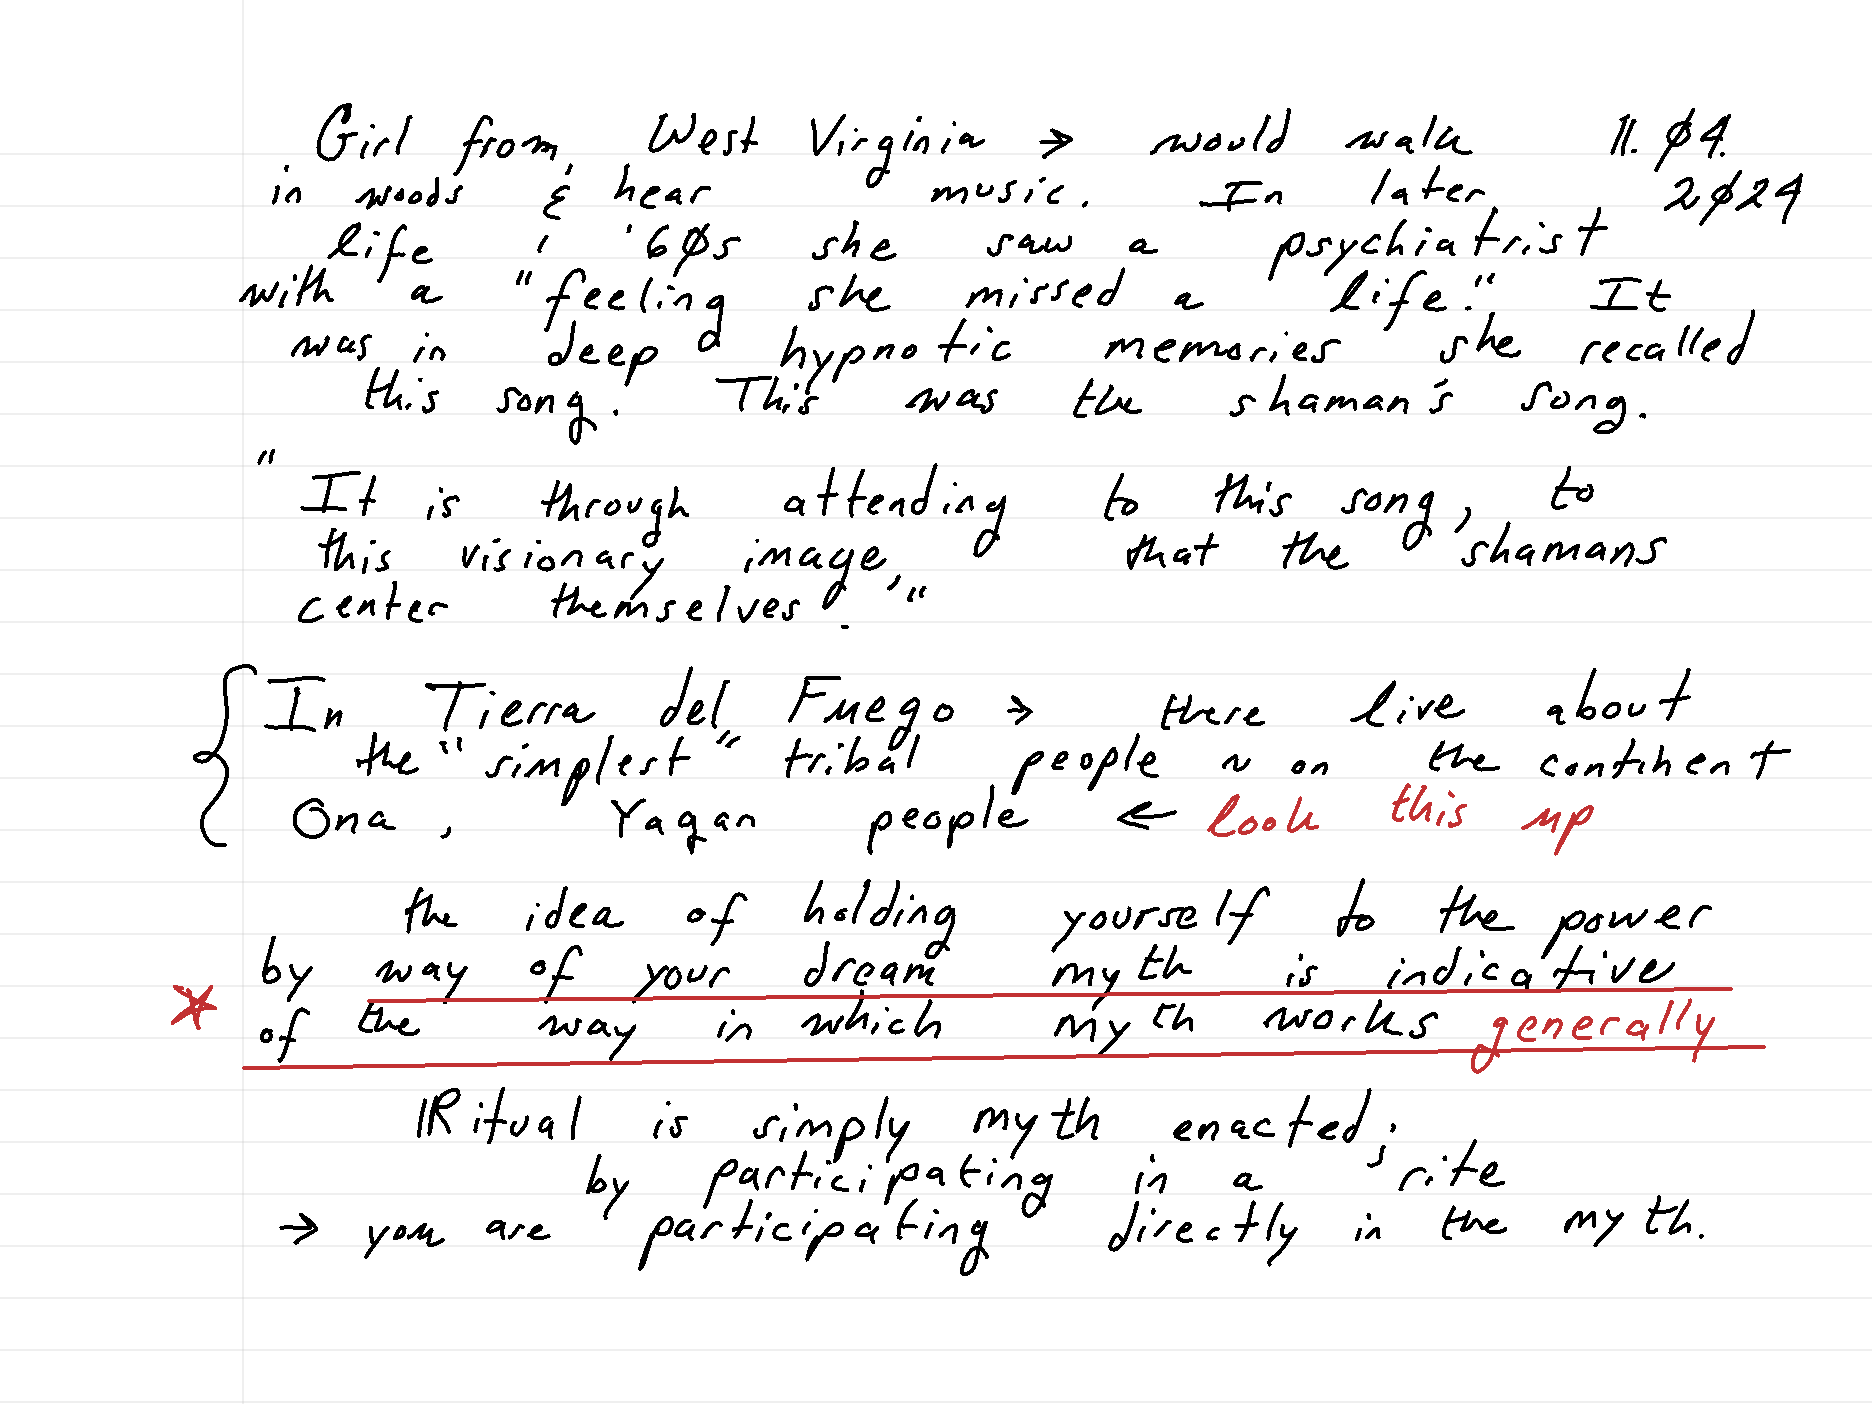 Girl from West Virginia → would walk 11. Ø4.
in woods & hear music. In later 2Ø24
life, '6Øs she saw a psychiatrist
with a "feeling she missed a life." It
was in deep hypnotic memories she recalled
this song. This was the shaman's song.
"It is through attending to this song, to
this visionary image, that the shamans
center themselves."
In Tierra del Fuego → there live about
the "simplest" tribal people ~ on the continent
Ona, Yagan people ← look this up
the idea of holding yourself to the power
by way of your dream myth is indicative
* of the way in which myth works generally
Ritual is simply myth enacted;
by participating in a rite
→ you are participating directly in the myth.